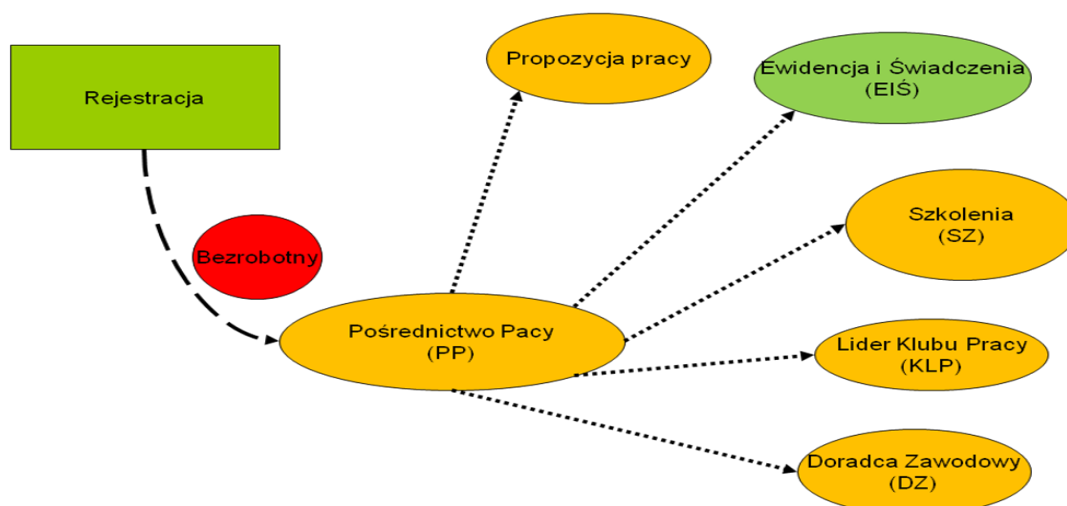 Rejestracja
Propozycja pracy
Ewidencja i Świadczenia
(EIŚ)
Szkolenia
(SZ)
Bezrobotny
Pośrednictwo Pacy
(PP)
Lider Klubu Pracy
(KLP)
Doradca Zawodowy
(DZ)